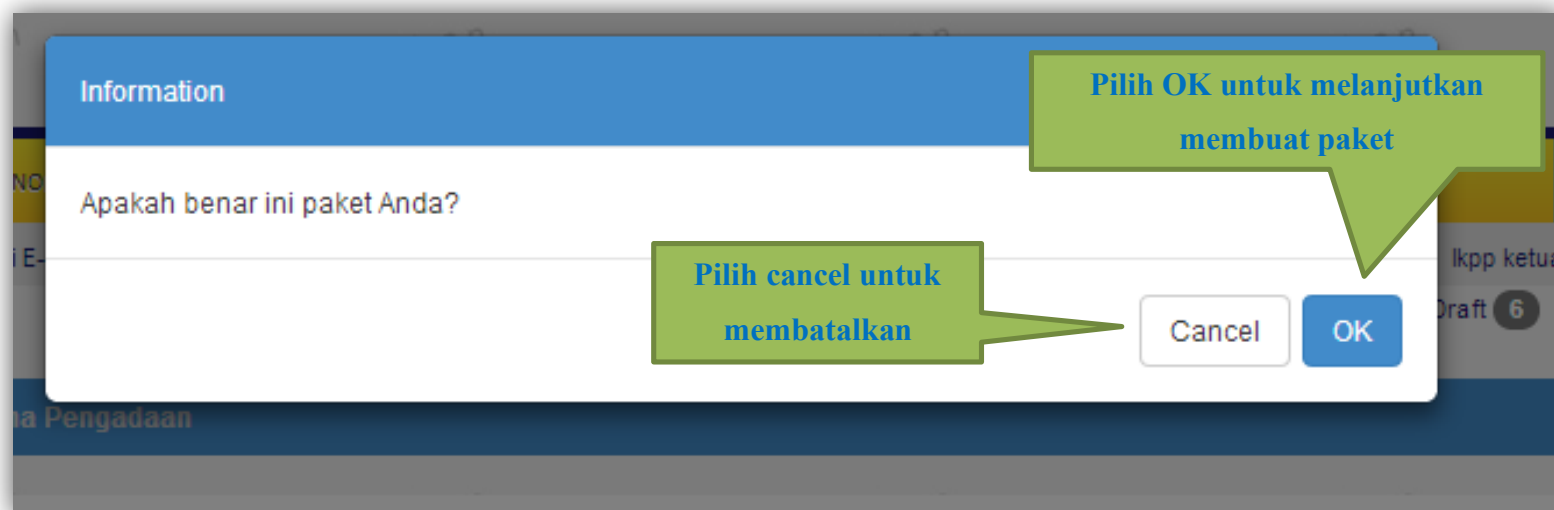 Information
Pilih OK untuk melanjutkan
membuat paket
Apakah benar ini paket Anda?
Pilih cancel untuk
membatalkan
lkpp ketua
Draft 6
Cancel
OK
Pengadaan